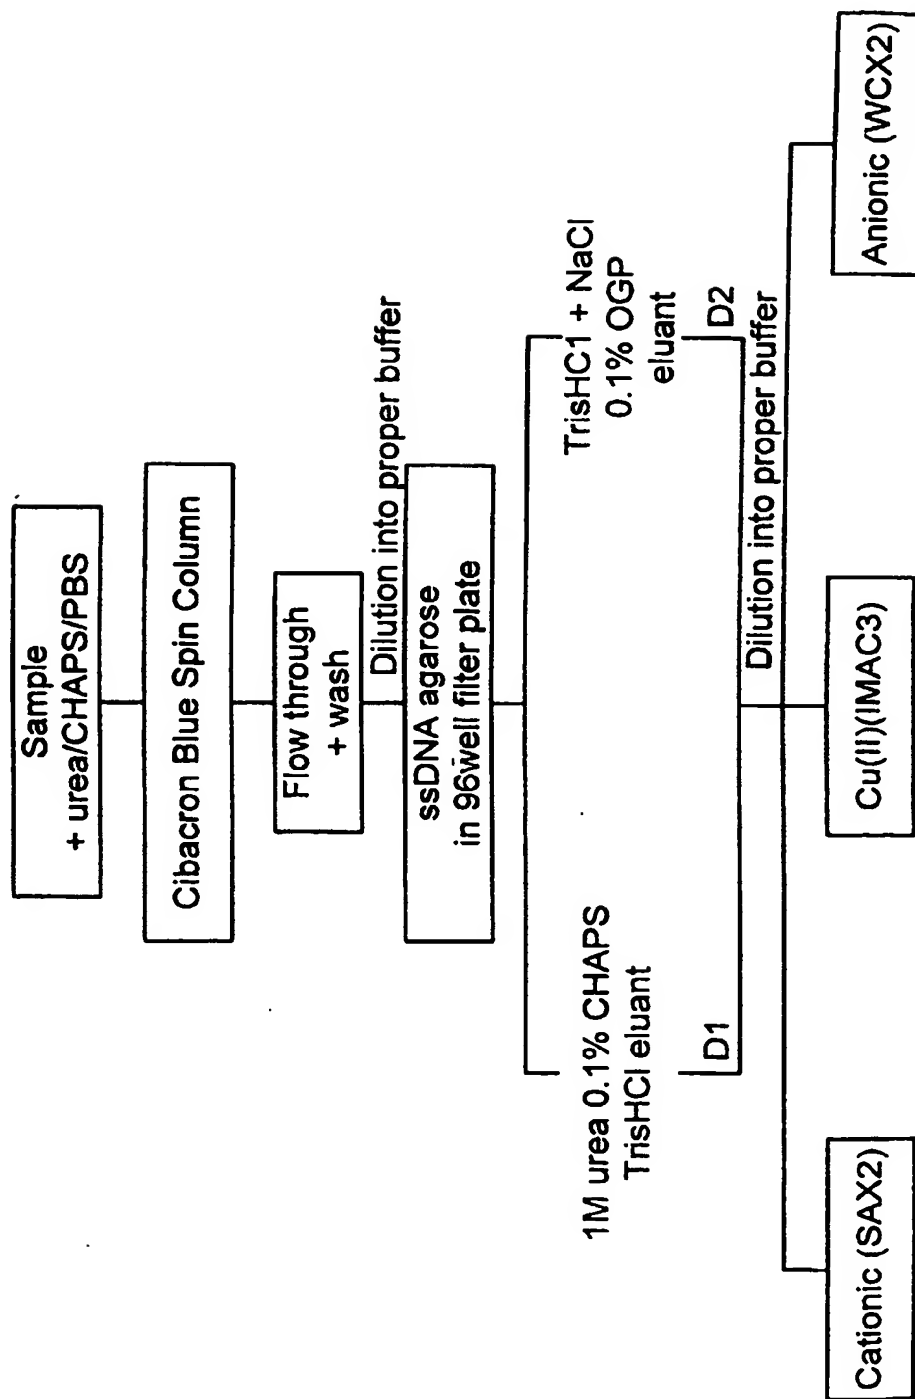 Sample
+ urea/CHAPS/PBS
Cibacron Blue Spin Column
Flow through
+ wash
Dilution into proper buffer
ssDNA agarose
in 96well filter plate
1M urea 0.1% CHAPS
TrisHCl eluant
D1
TrisHC1 + NaCl
0.1% OGP
eluant
D2
Dilution into proper buffer
Cationic (SAX2)
Cu(II)(IMAC3)
Anionic (WCX2)